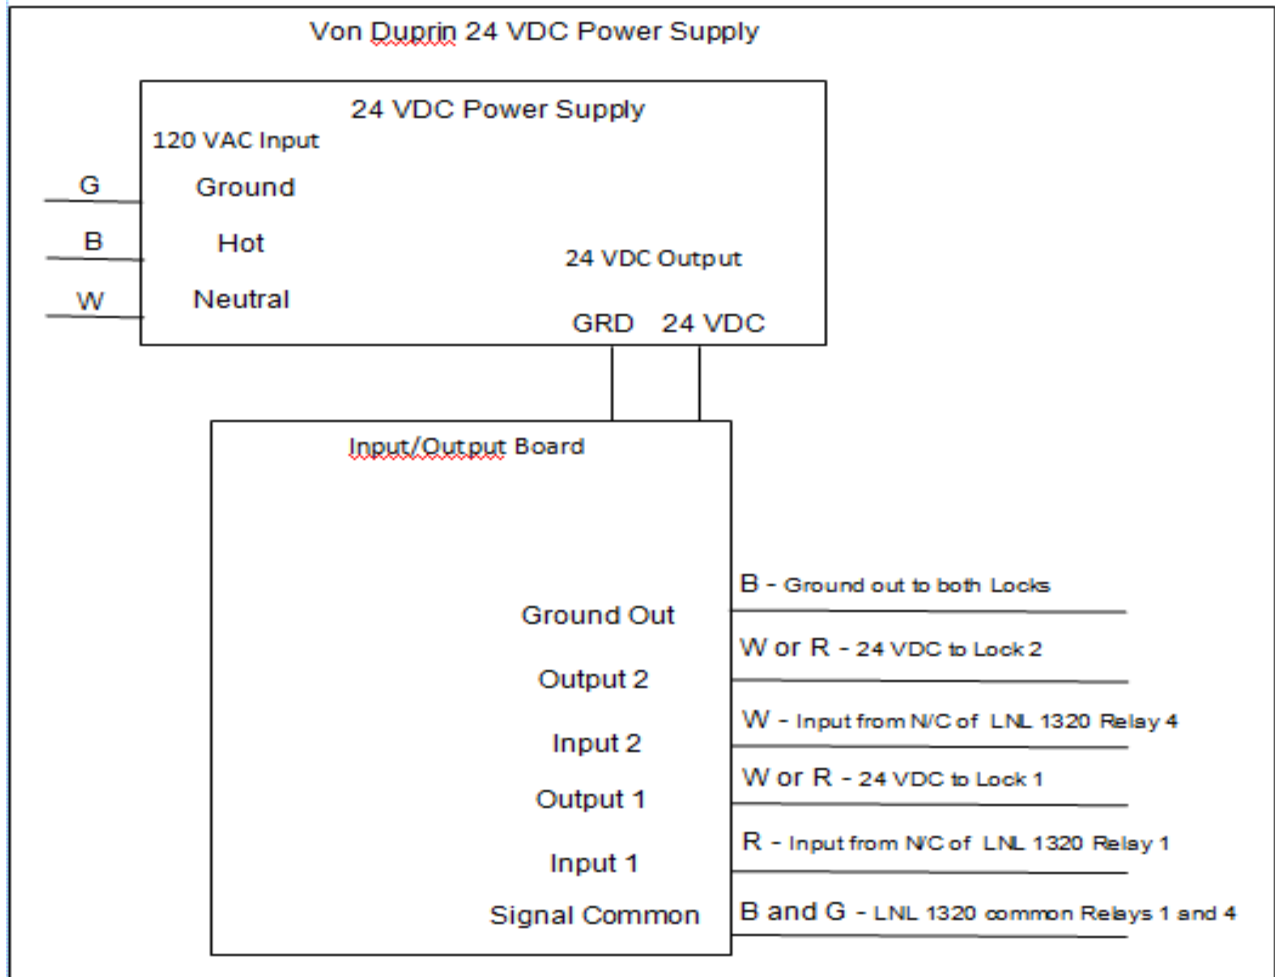 Von Duprin 24 VDC Power Supply
24 VDC Power Supply
120 VAC Input
G
Ground
B
Hot
24 VDC Output
W
Neutral
GRD
24 VDC
Input/Output Board
B - Ground out to both Locks
Ground Out
W or R - 24 VDC to Lock 2
Output 2
W - Input from N/C of LNL 1320 Relay 4
Input 2
W or R - 24 VDC to Lock 1
Output 1
R - Input from N/C of LNL 1320 Relay 1
Input 1
B and G - LNL 1320 common Relays 1 and 4
Signal Common